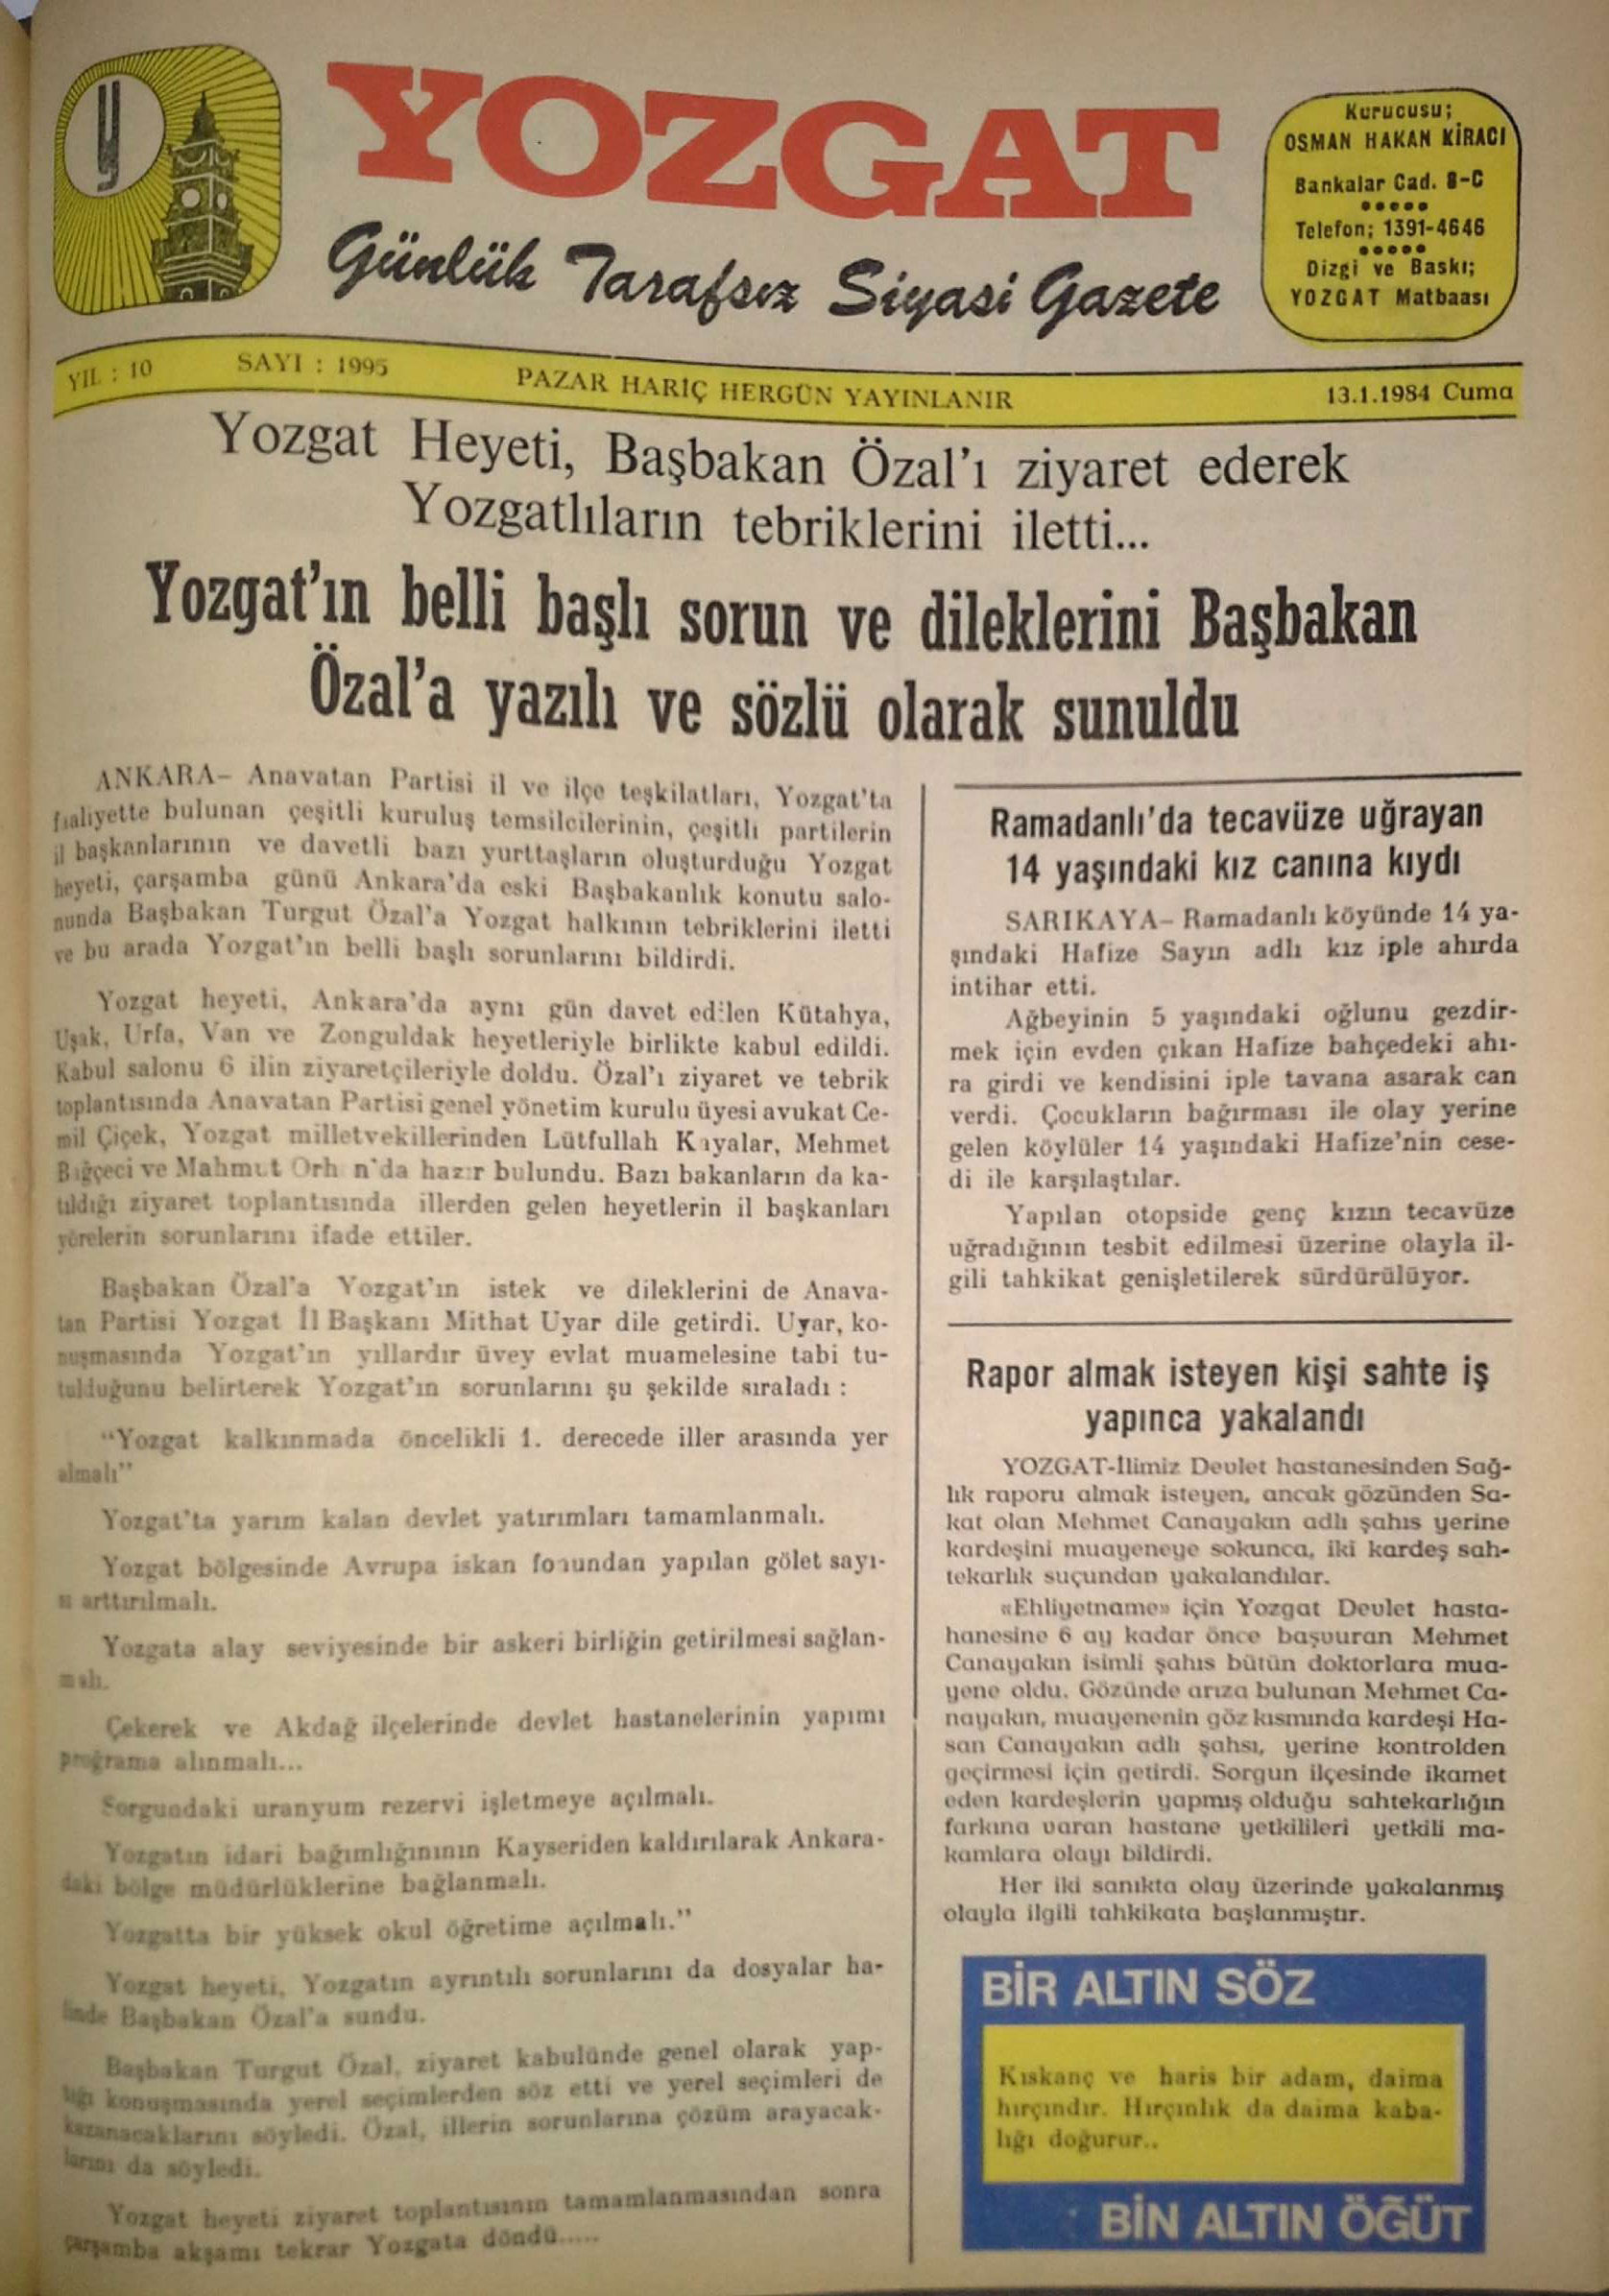 y
YOZGAT
Günlük Tarafsız Siyasi Gazete
Kurucusu;
OSMAN HAKAN KİRACI
Bankalar Cad. 8-C
Telefon; 1391-4646
Dizgi ve Baskı;
YOZGAT Matbaası
YIL : 10 SAYI : 1995 PAZAR HARİÇ HERGÜN YAYINLANIR 13.1.1984 Cuma
Yozgat Heyeti, Başbakan Özal'ı ziyaret ederek
Yozgatlıların tebriklerini iletti...
Yozgat'ın belli başlı sorun ve dileklerini Başbakan
Özal'a yazılı ve sözlü olarak sunuldu
ANKARA- Anavatan Partisi il ve ilçe teşkilatları, Yozgat'ta
faaliyette bulunan çeşitli kuruluş temsilcilerinin, çeşitli partilerin
il başkanlarının ve davetli bazı yurttaşların oluşturduğu Yozgat
heyeti, çarşamba günü Ankara'da eski Başbakanlık konutu salo-
nunda Başbakan Turgut Özal'a Yozgat halkının tebriklerini iletti
ve bu arada Yozgat'ın belli başlı sorunlarını bildirdi.
Yozgat heyeti, Ankara'da aynı gün davet edilen Kütahya,
Uşak, Urfa, Van ve Zonguldak heyetleriyle birlikte kabul edildi.
Kabul salonu 6 ilin ziyaretçileriyle doldu. Özal'ı ziyaret ve tebrik
toplantısında Anavatan Partisi genel yönetim kurulu üyesi avukat Ce-
mil Çiçek, Yozgat milletvekillerinden Lütfullah Kayalar, Mehmet
Bağçeci ve Mahmut Orhan'da hazır bulundu. Bazı bakanların da ka-
tıldığı ziyaret toplantısında illerden gelen heyetlerin il başkanları
yörelerin sorunlarını ifade ettiler.
Başbakan Özal'a Yozgat'ın istek ve dileklerini de Anava-
tan Partisi Yozgat İl Başkanı Mithat Uyar dile getirdi. Uyar, ko-
nuşmasında Yozgat'ın yıllardır üvey evlat muamelesine tabi tu-
tulduğunu belirterek Yozgat'ın sorunlarını şu şekilde sıraladı :
"Yozgat kalkınmada öncelikli 1. derecede iller arasında yer
almalı"
Yozgat'ta yarım kalan devlet yatırımları tamamlanmalı.
Yozgat bölgesinde Avrupa iskan fonundan yapılan gölet sayı-
sı arttırılmalı.
Yozgata alay seviyesinde bir askeri birliğin getirilmesi sağlan-
malı.
Çekerek ve Akdağ ilçelerinde devlet hastanelerinin yapımı
programa alınmalı...
Sorgundaki uranyum rezervi işletmeye açılmalı.
Yozgatın idari bağımlığınının Kayseriden kaldırılarak Ankara-
daki bölge müdürlüklerine bağlanmalı.
Yozgatta bir yüksek okul öğretime açılmalı."
Yozgat heyeti, Yozgatın ayrıntılı sorunlarını da dosyalar ha-
linde Başbakan Özal'a sundu.
Başbakan Turgut Özal, ziyaret kabulünde genel olarak yap-
tığı konuşmasında yerel seçimlerden söz etti ve yerel seçimleri de
kazanacaklarını söyledi. Özal, illerin sorunlarına çözüm arayacak-
larını da söyledi.
Yozgat heyeti ziyaret toplantısının tamamlanmasından sonra
çarşamba akşamı tekrar Yozgata döndü.....
Ramadanlı'da tecavüze uğrayan
14 yaşındaki kız canına kıydı
SARIKAYA- Ramadanlı köyünde 14 ya-
şındaki Hafize Sayın adlı kız iple ahırda
intihar etti.
Ağbeyinin 5 yaşındaki oğlunu gezdir-
mek için evden çıkan Hafize bahçedeki ahı-
ra girdi ve kendisini iple tavana asarak can
verdi. Çocukların bağırması ile olay yerine
gelen köylüler 14 yaşındaki Hafize'nin cese-
di ile karşılaştılar.
Yapılan otopside genç kızın tecavüze
uğradığının tesbit edilmesi üzerine olayla il-
gili tahkikat genişletilerek sürdürülüyor.
Rapor almak isteyen kişi sahte iş
yapınca yakalandı
YOZGAT-İlimiz Devlet hastanesinden Sağ-
lık raporu almak isteyen, ancak gözünden Sa-
kat olan Mehmet Canayakın adlı şahıs yerine
kardeşini muayeneye sokunca, iki kardeş sah-
tekarlık suçundan yakalandılar.
«Ehliyetname» için Yozgat Devlet hasta-
hanesine 6 ay kadar önce başvuran Mehmet
Canayakın isimli şahıs bütün doktorlara mua-
yene oldu. Gözünde arıza bulunan Mehmet Ca-
nayakın, muayenenin göz kısmında kardeşi Ha-
san Canayakın adlı şahsı, yerine kontrolden
geçirmesi için getirdi. Sorgun ilçesinde ikamet
eden kardeşlerin yapmış olduğu sahtekarlığın
farkına varan hastane yetkilileri yetkili ma-
kamlara olayı bildirdi.
Her iki sanıkta olay üzerinde yakalanmış
olayla ilgili tahkikata başlanmıştır.
BİR ALTIN SÖZ
Kıskanç ve haris bir adam, daima
hırçındır. Hırçınlık da daima kaba-
lığı doğurur..
BİN ALTIN ÖĞÜT